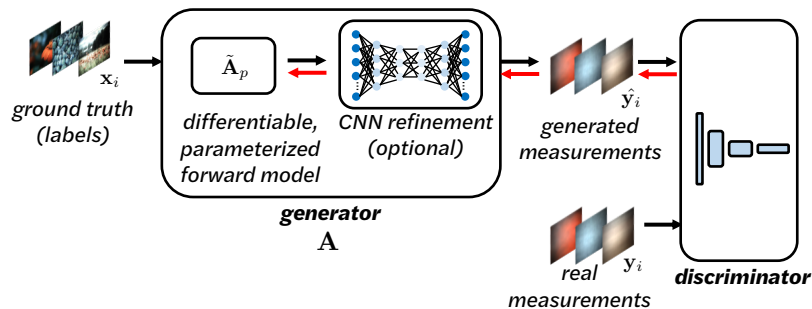 x_i
ground truth
(labels)
Ã_p
differentiable,
parameterized
forward model
CNN refinement
(optional)
generator
A
ŷ_i
generated
measurements
y_i
real
measurements
discriminator